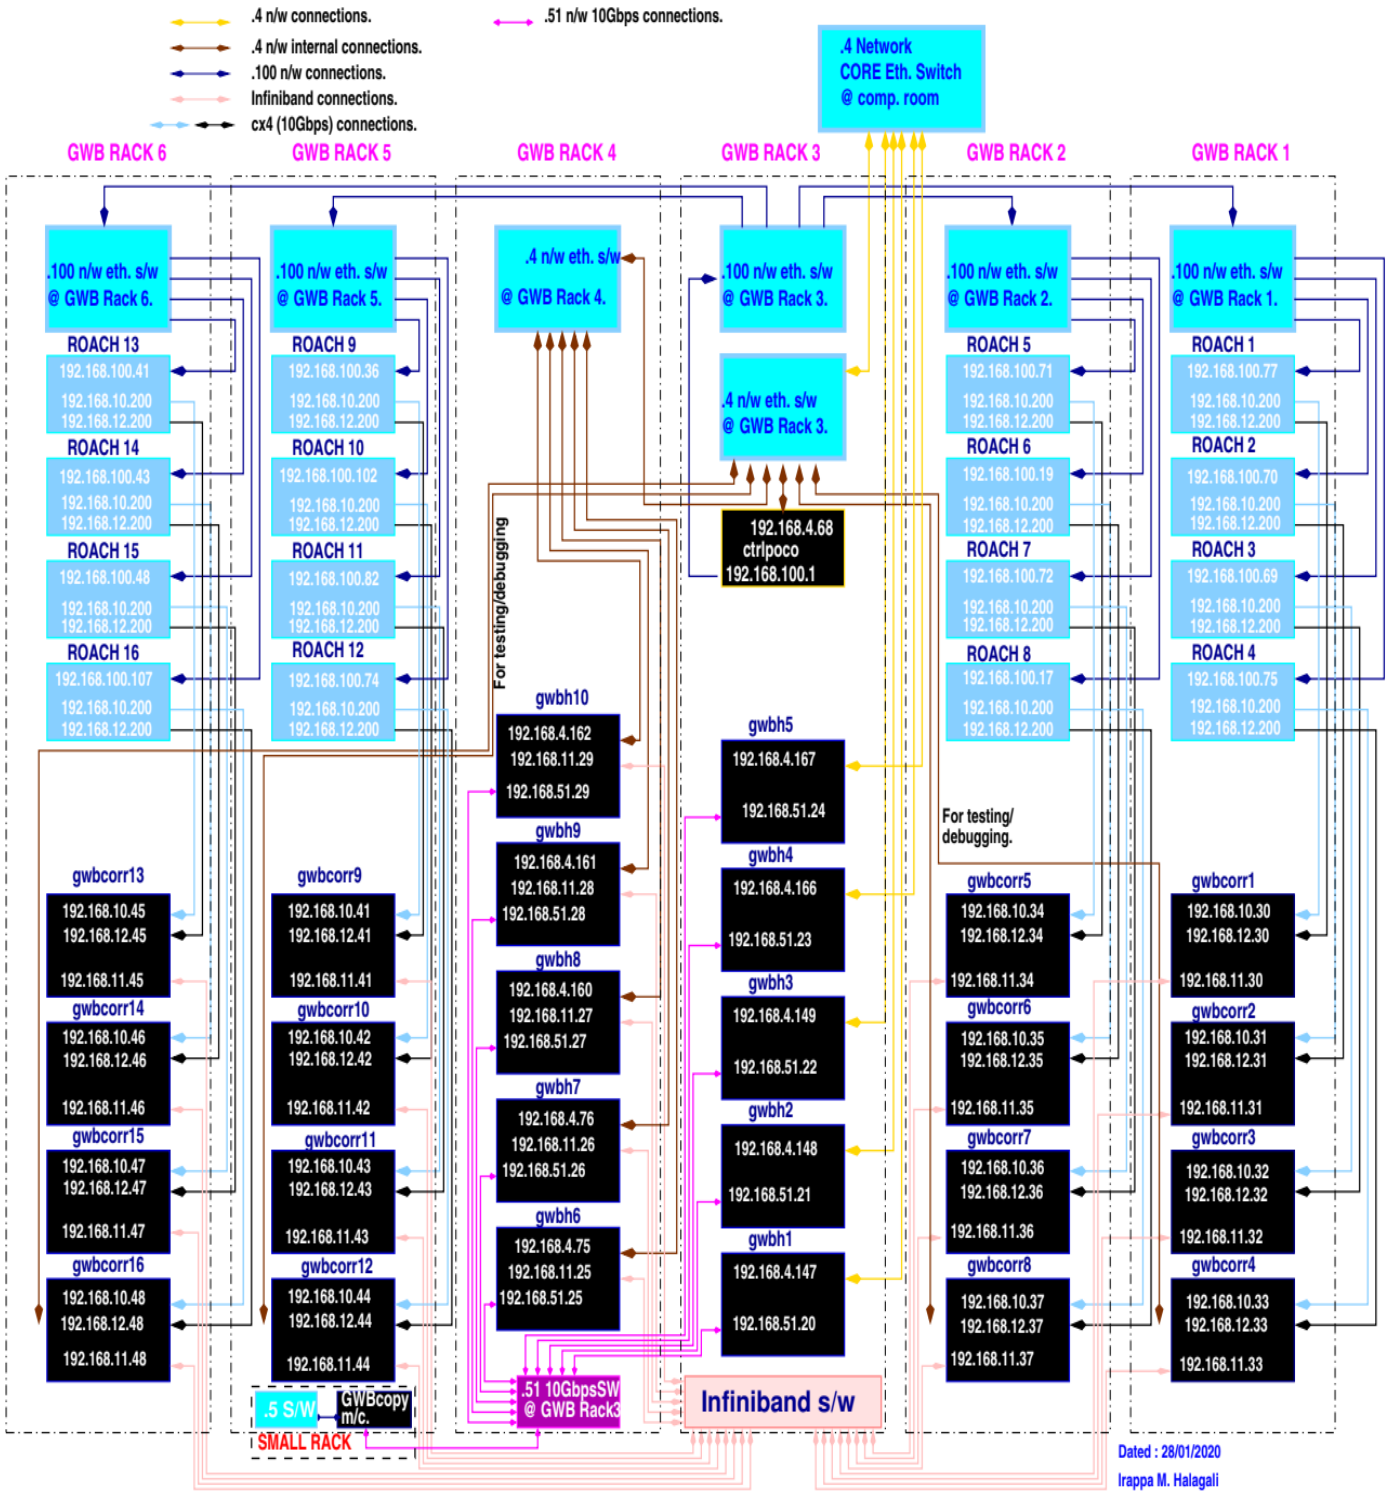 .4 n/w connections.
.51 n/w 10Gbps connections.
.4 n/w internal connections.
.100 n/w connections.
Infiniband connections.
cx4 (10Gbps) connections.
.4 Network
CORE Eth. Switch
@ comp. room
GWB RACK 6
GWB RACK 5
GWB RACK 4
GWB RACK 3
GWB RACK 2
GWB RACK 1
.100 n/w eth. s/w
@ GWB Rack 6.
ROACH 13
192.168.100.41
192.168.10.200
192.168.12.200
ROACH 14
192.168.100.43
192.168.10.200
192.168.12.200
ROACH 15
192.168.100.48
192.168.10.200
192.168.12.200
ROACH 16
192.168.100.107
192.168.10.200
192.168.12.200
gwbcorr13
192.168.10.45
192.168.12.45
192.168.11.45
gwbcorr14
192.168.10.46
192.168.12.46
192.168.11.46
gwbcorr15
192.168.10.47
192.168.12.47
192.168.11.47
gwbcorr16
192.168.10.48
192.168.12.48
192.168.11.48
.100 n/w eth. s/w
@ GWB Rack 5.
ROACH 9
192.168.100.36
192.168.10.200
192.168.12.200
ROACH 10
192.168.100.102
192.168.10.200
192.168.12.200
ROACH 11
192.168.100.82
192.168.10.200
192.168.12.200
ROACH 12
192.168.100.74
192.168.10.200
192.168.12.200
gwbcorr9
192.168.10.41
192.168.12.41
192.168.11.41
gwbcorr10
192.168.10.42
192.168.12.42
192.168.11.42
gwbcorr11
192.168.10.43
192.168.12.43
192.168.11.43
gwbcorr12
192.168.10.44
192.168.12.44
192.168.11.44
.5 S/W
GWBcopy
m/c.
SMALL RACK
.4 n/w eth. s/w
@ GWB Rack 4.
For testing/debugging
gwbh10
192.168.4.162
192.168.11.29
192.168.51.29
gwbh9
192.168.4.161
192.168.11.28
192.168.51.28
gwbh8
192.168.4.160
192.168.11.27
192.168.51.27
gwbh7
192.168.4.76
192.168.11.26
192.168.51.26
gwbh6
192.168.4.75
192.168.11.25
192.168.51.25
.51 10GbpsSW
@ GWB Rack3
.100 n/w eth. s/w
@ GWB Rack 3.
.4 n/w eth. s/w
@ GWB Rack 3.
192.168.4.68
ctrlpoco
192.168.100.1
gwbh5
192.168.4.167
192.168.51.24
gwbh4
192.168.4.166
192.168.51.23
gwbh3
192.168.4.149
192.168.51.22
gwbh2
192.168.4.148
192.168.51.21
gwbh1
192.168.4.147
192.168.51.20
Infiniband s/w
.100 n/w eth. s/w
@ GWB Rack 2.
ROACH 5
192.168.100.71
192.168.10.200
192.168.12.200
ROACH 6
192.168.100.19
192.168.10.200
192.168.12.200
ROACH 7
192.168.100.72
192.168.10.200
192.168.12.200
ROACH 8
192.168.100.17
192.168.10.200
192.168.12.200
For testing/
debugging.
gwbcorr5
192.168.10.34
192.168.12.34
192.168.11.34
gwbcorr6
192.168.10.35
192.168.12.35
192.168.11.35
gwbcorr7
192.168.10.36
192.168.12.36
192.168.11.36
gwbcorr8
192.168.10.37
192.168.12.37
192.168.11.37
.100 n/w eth. s/w
@ GWB Rack 1.
ROACH 1
192.168.100.77
192.168.10.200
192.168.12.200
ROACH 2
192.168.100.70
192.168.10.200
192.168.12.200
ROACH 3
192.168.100.69
192.168.10.200
192.168.12.200
ROACH 4
192.168.100.75
192.168.10.200
192.168.12.200
gwbcorr1
192.168.10.30
192.168.12.30
192.168.11.30
gwbcorr2
192.168.10.31
192.168.12.31
192.168.11.31
gwbcorr3
192.168.10.32
192.168.12.32
192.168.11.32
gwbcorr4
192.168.10.33
192.168.12.33
192.168.11.33
Dated : 28/01/2020
Irappa M. Halagali